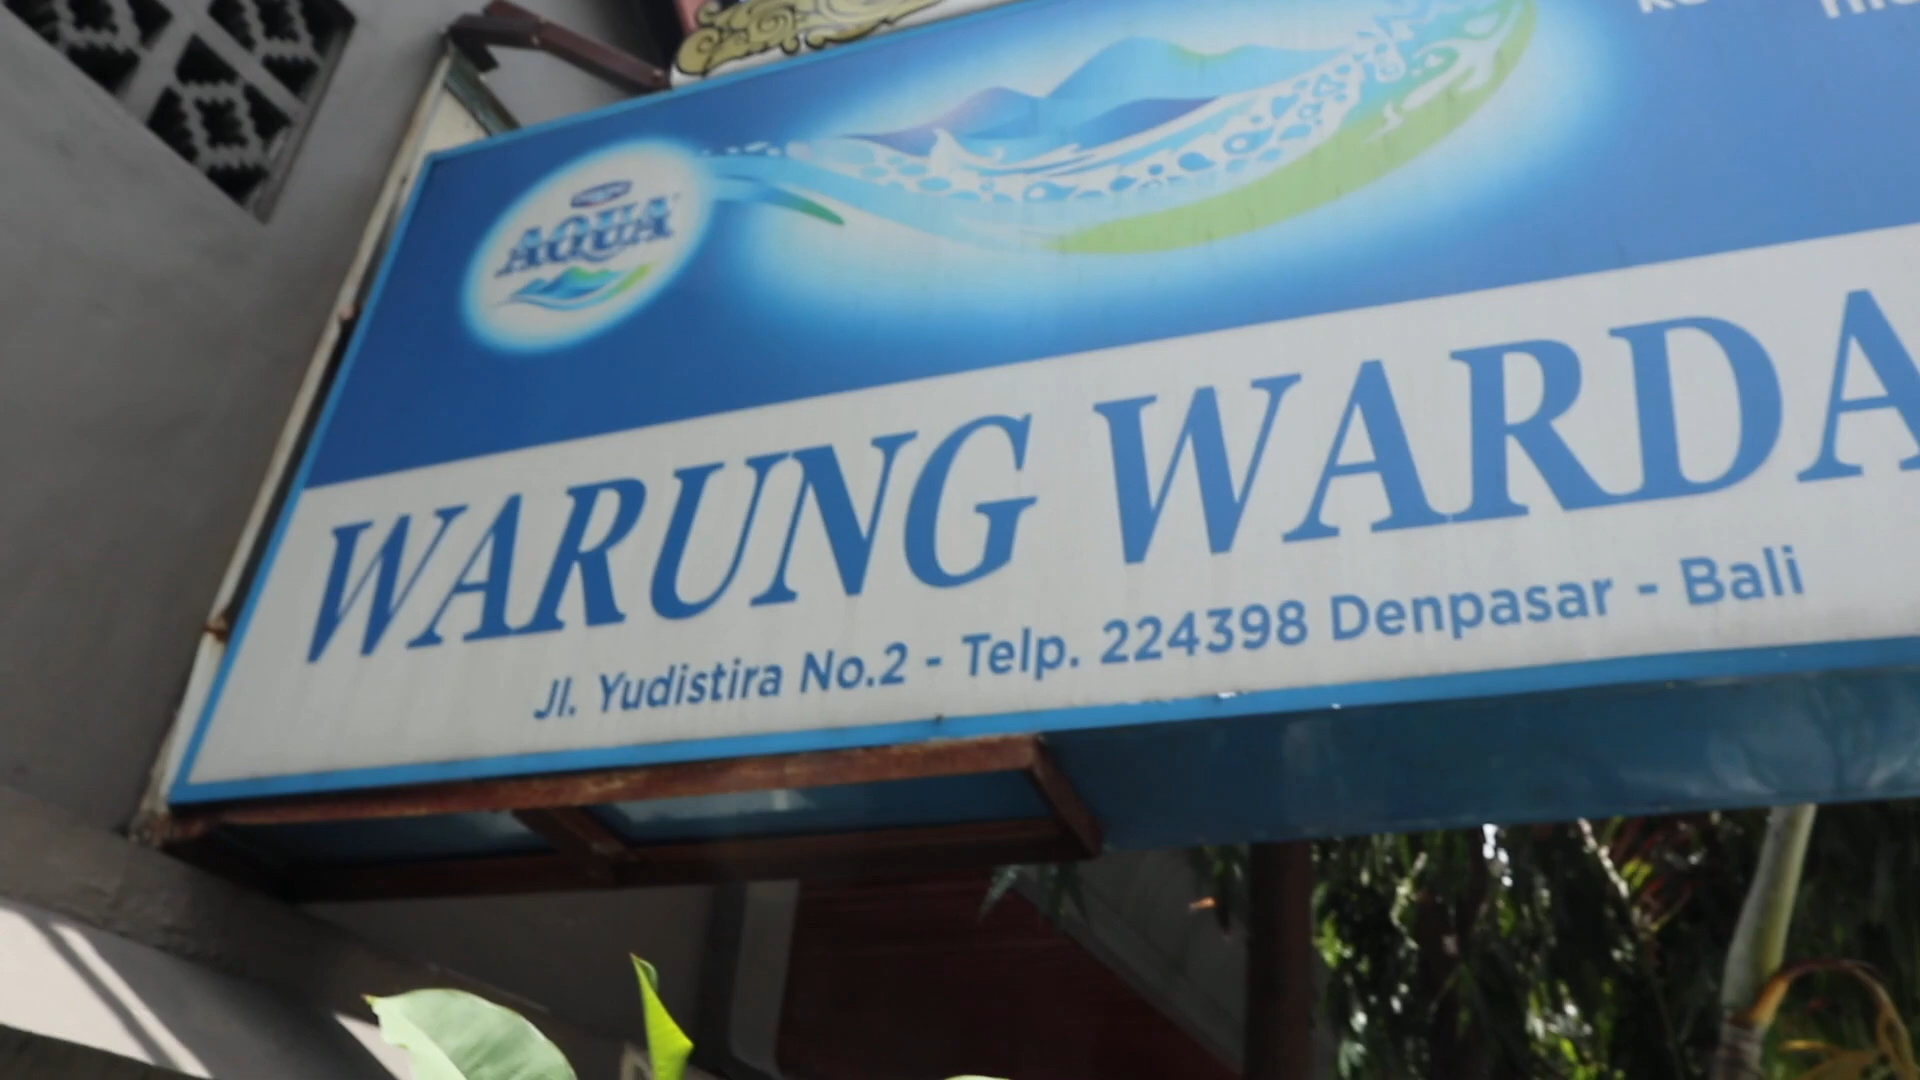 AQUA
WARUNG WARDA
Jl. Yudistira No.2 - Telp. 224398 Denpasar - Bali